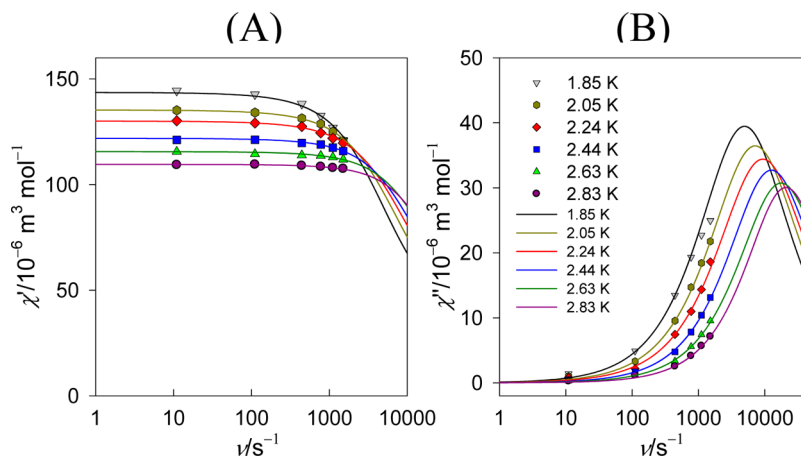 (A)
(B)
150
100
50
0
χ'/10⁻⁶ m³ mol⁻¹
1 10 100 1000 10000
ν/s⁻¹
50
40
30
20
10
0
χ''/10⁻⁶ m³ mol⁻¹
1.85 K
2.05 K
2.24 K
2.44 K
2.63 K
2.83 K
1.85 K
2.05 K
2.24 K
2.44 K
2.63 K
2.83 K
1 10 100 1000 10000
ν/s⁻¹